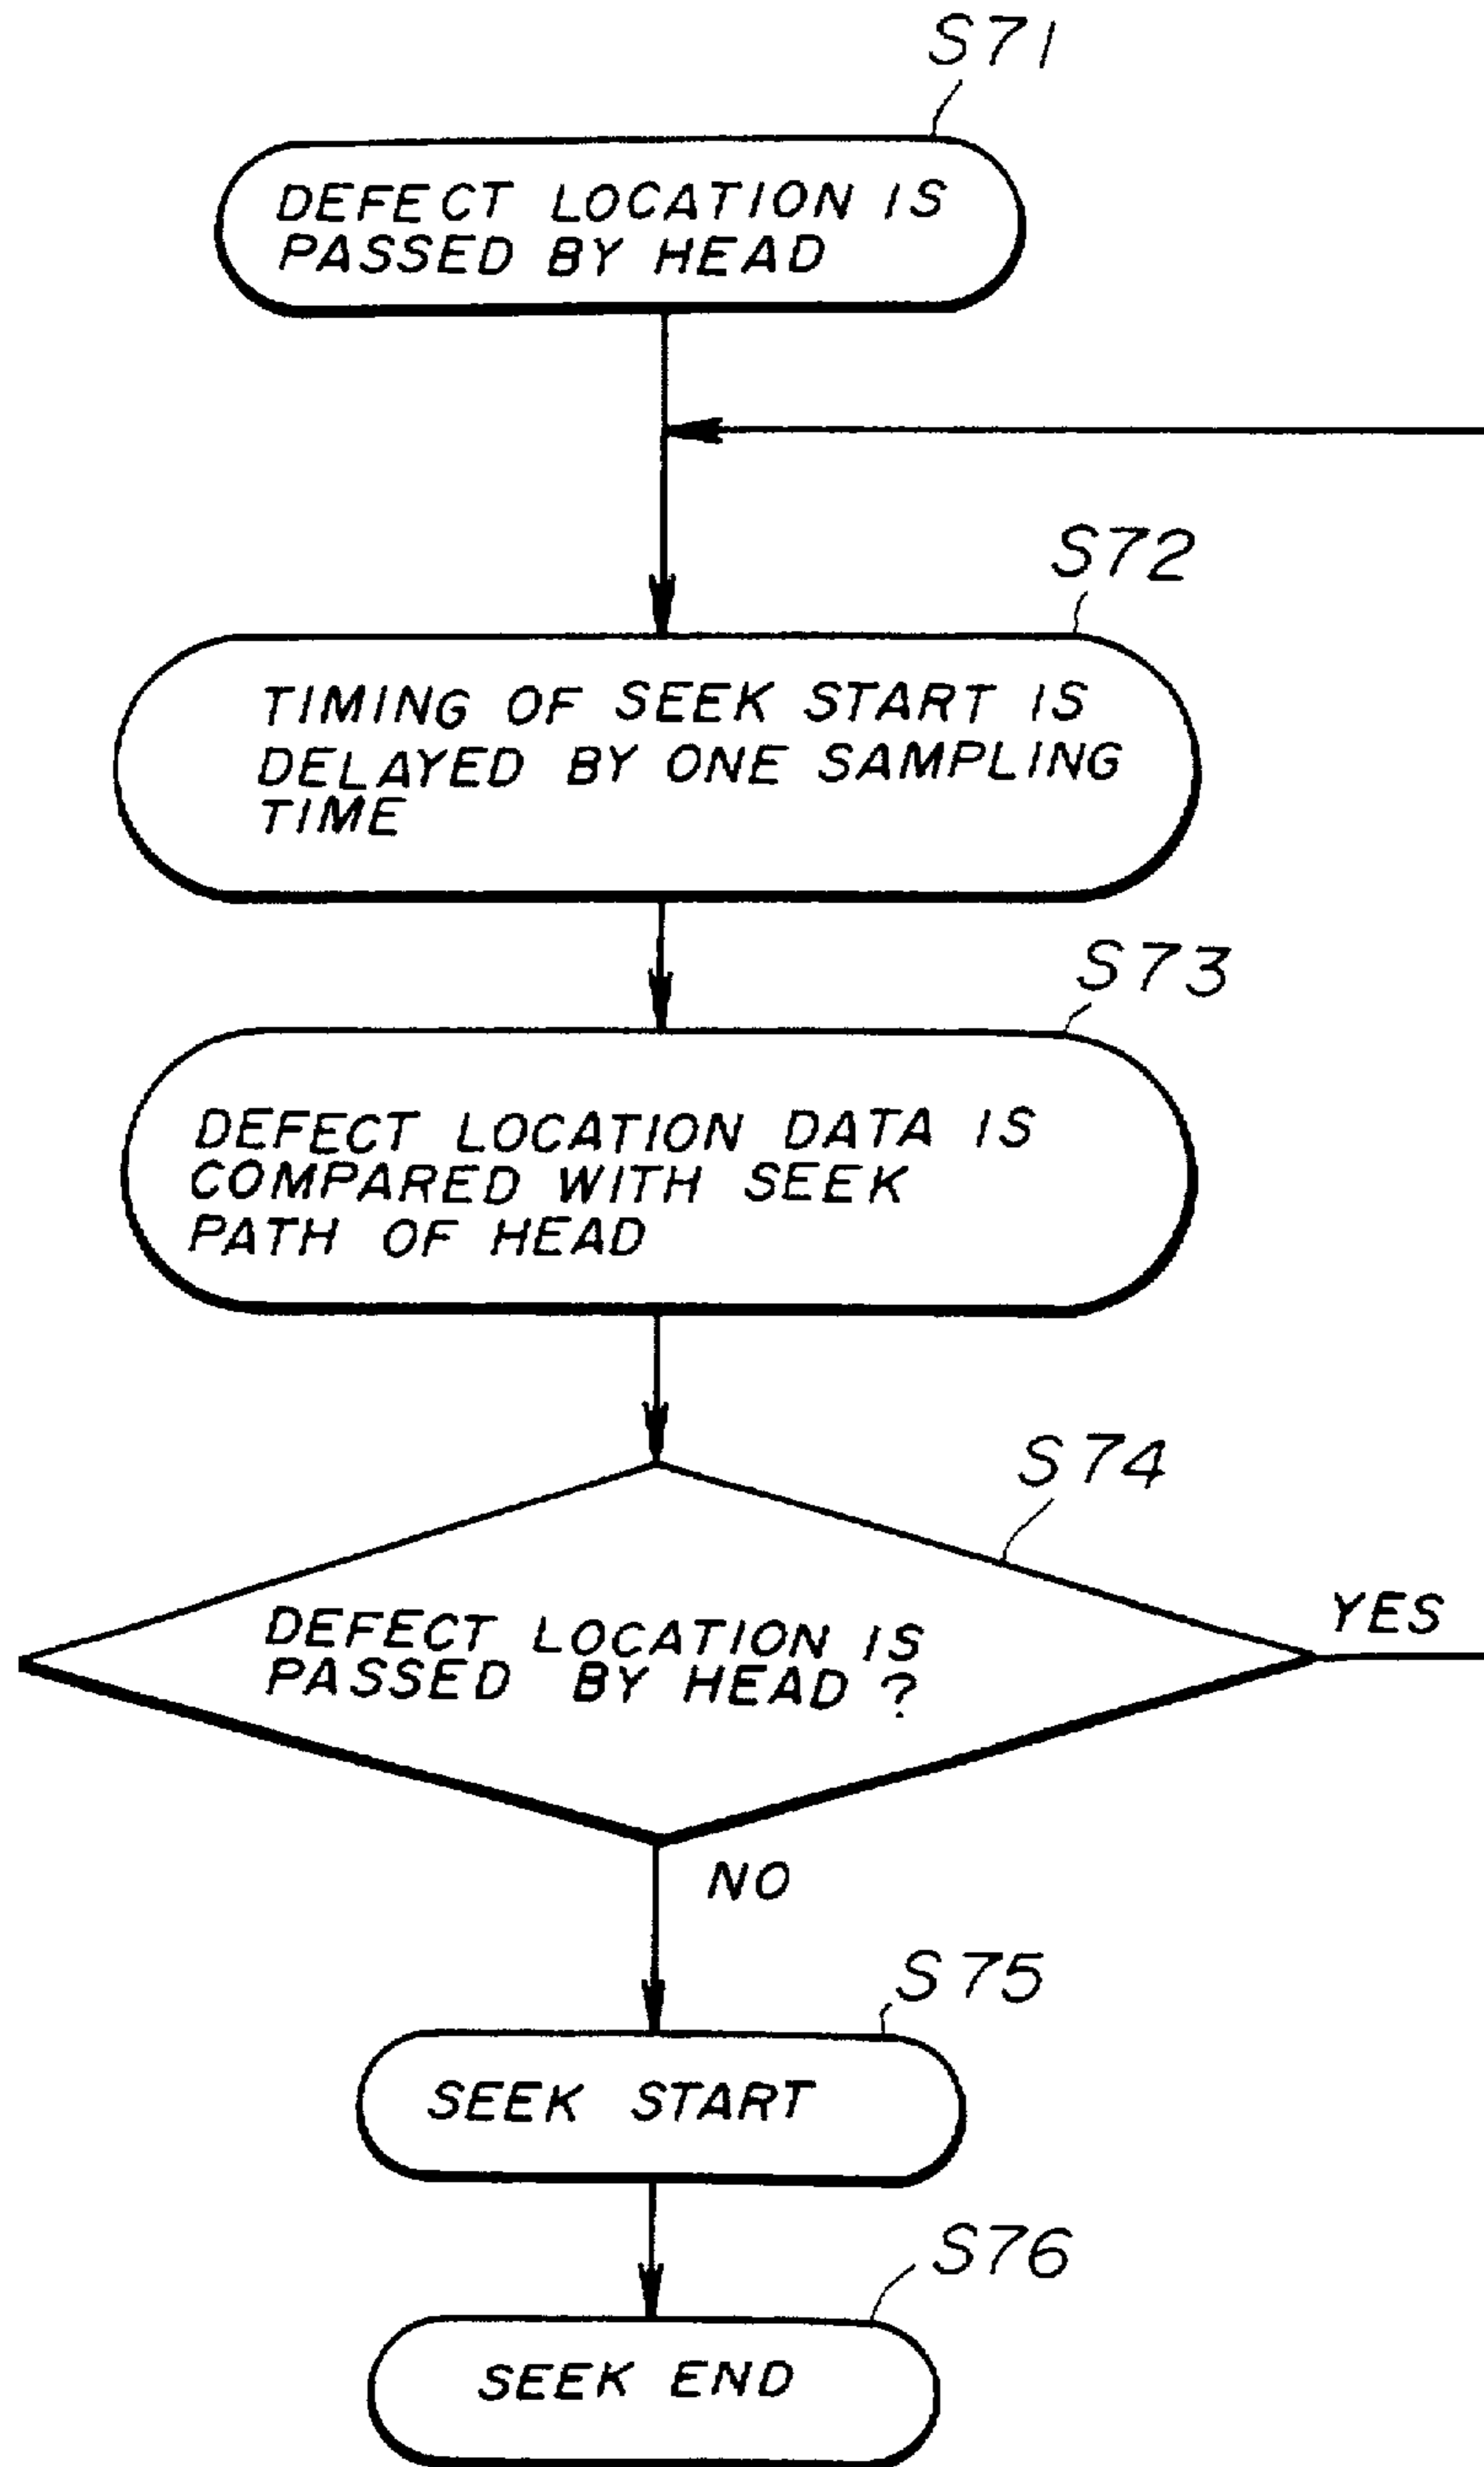 S71
DEFECT LOCATION IS
PASSED BY HEAD
S72
TIMING OF SEEK START IS
DELAYED BY ONE SAMPLING
TIME
S73
DEFECT LOCATION DATA IS
COMPARED WITH SEEK
PATH OF HEAD
S74
DEFECT LOCATION IS
PASSED BY HEAD ?
YES
NO
S75
SEEK START
S76
SEEK END